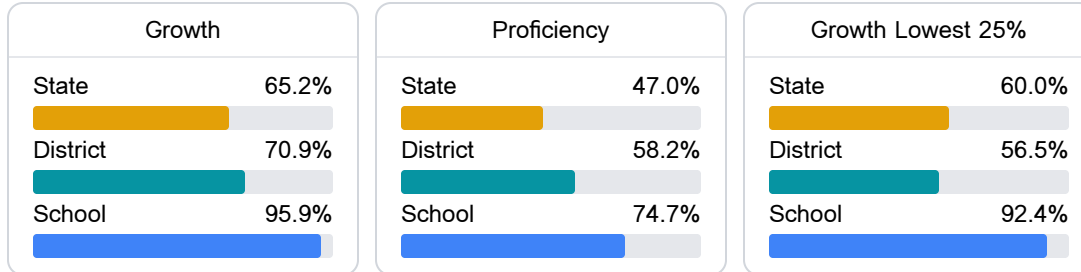 Growth
State 65.2%
District 70.9%
School 95.9%
Proficiency
State 47.0%
District 58.2%
School 74.7%
Growth Lowest 25%
State 60.0%
District 56.5%
School 92.4%